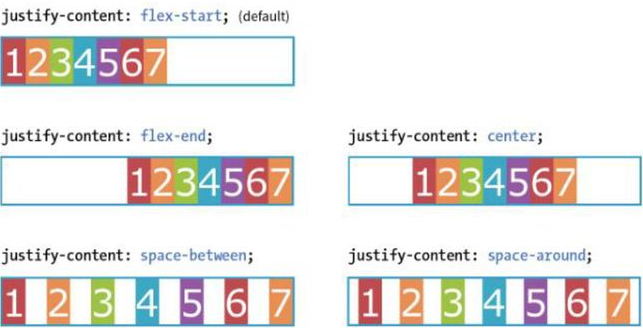 justify-content: flex-start; (default)
1234567
justify-content: flex-end;
1234567
justify-content: center;
1234567
justify-content: space-between;
1 2 3 4 5 6 7
justify-content: space-around;
1 2 3 4 5 6 7